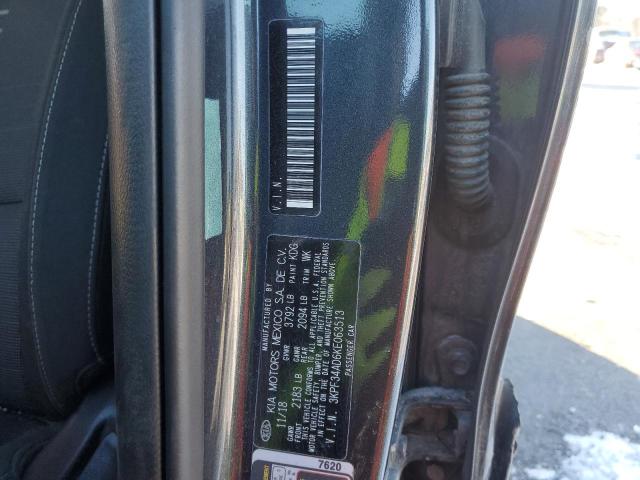 V.I.N.
MANUFACTURED BY
KIA KIA MOTORS MEXICO S.A. DE C.V.
11/18 GVWR 3792 LB PAINT KDG
GAWR FRONT 2183 LB GAWR REAR 2094 LB TRIM WK
THIS VEHICLE CONFORMS TO ALL APPLICABLE U.S.A. FEDERAL
MOTOR VEHICLE SAFETY, BUMPER, AND THEFT PREVENTION STANDARDS
IN EFFECT ON THE DATE OF MANUFACTURE SHOWN ABOVE.
V.I.N. 3KPF34AD6KE063513
PASSENGER CAR
7620